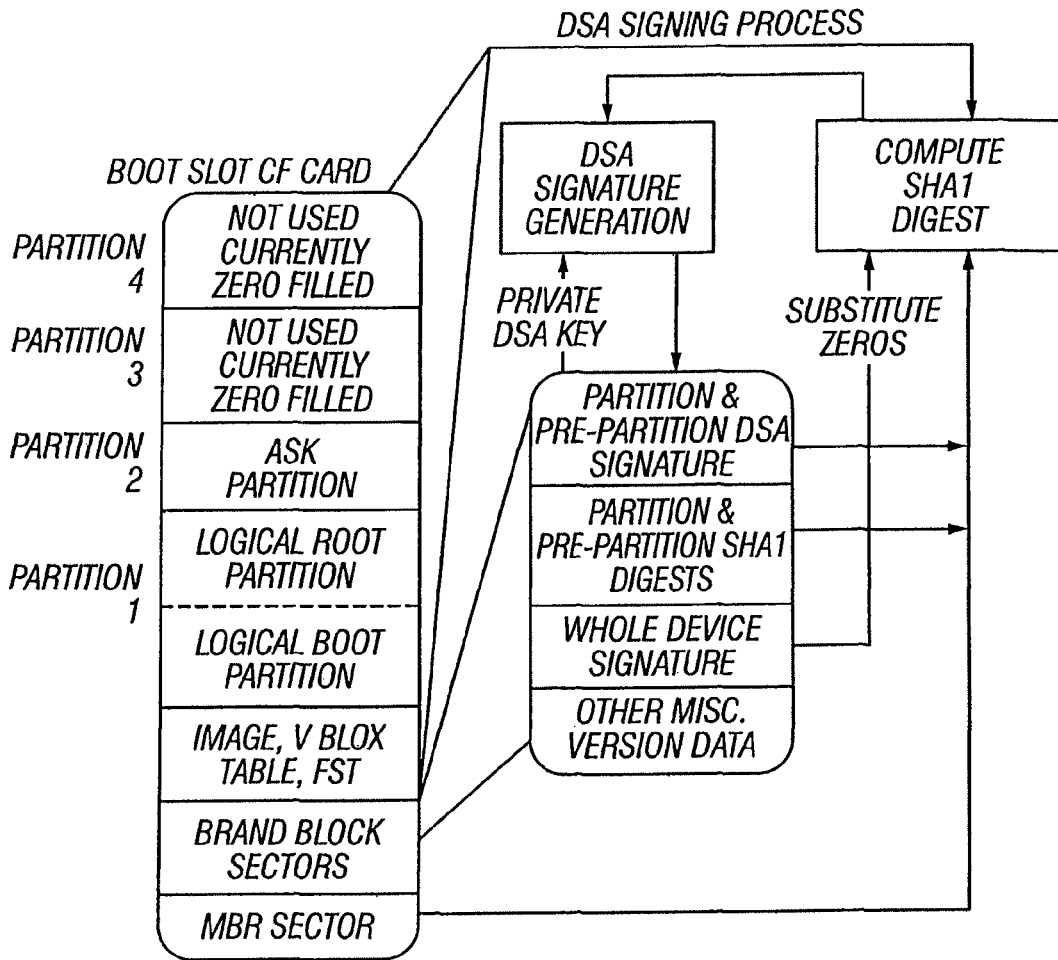 DSA SIGNING PROCESS
DSA
SIGNATURE
GENERATION
COMPUTE
SHA1
DIGEST
BOOT SLOT CF CARD
PARTITION
4
NOT USED
CURRENTLY
ZERO FILLED
PARTITION
3
NOT USED
CURRENTLY
ZERO FILLED
PARTITION
2
ASK
PARTITION
PARTITION
1
LOGICAL ROOT
PARTITION
LOGICAL BOOT
PARTITION
IMAGE, V BLOX
TABLE, FST
BRAND BLOCK
SECTORS
MBR SECTOR
PRIVATE
DSA KEY
SUBSTITUTE
ZEROS
PARTITION &
PRE-PARTITION DSA
SIGNATURE
PARTITION &
PRE-PARTITION SHA1
DIGESTS
WHOLE DEVICE
SIGNATURE
OTHER MISC.
VERSION DATA